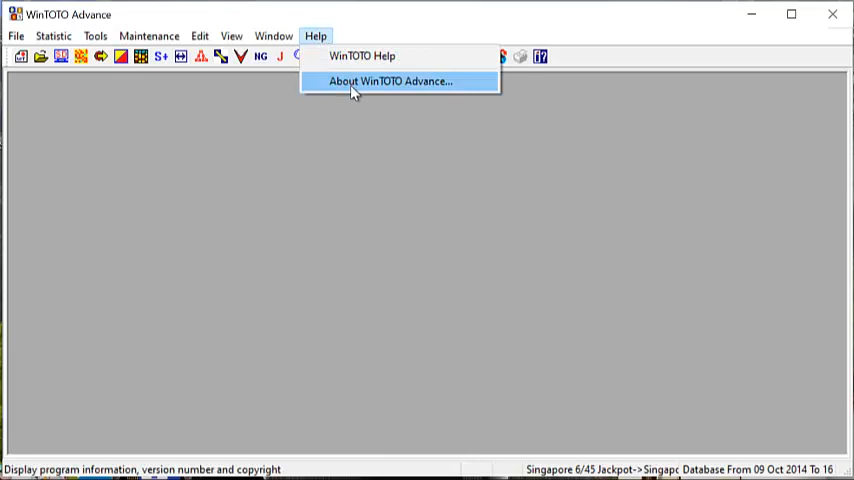 WinTOTO Advance
File Statistic Tools Maintenance Edit View Window Help
S+ NG J
WinTOTO Help
About WinTOTO Advance...
Display program information, version number and copyright
Singapore 6/45 Jackpot->Singapc Database From 09 Oct 2014 To 16